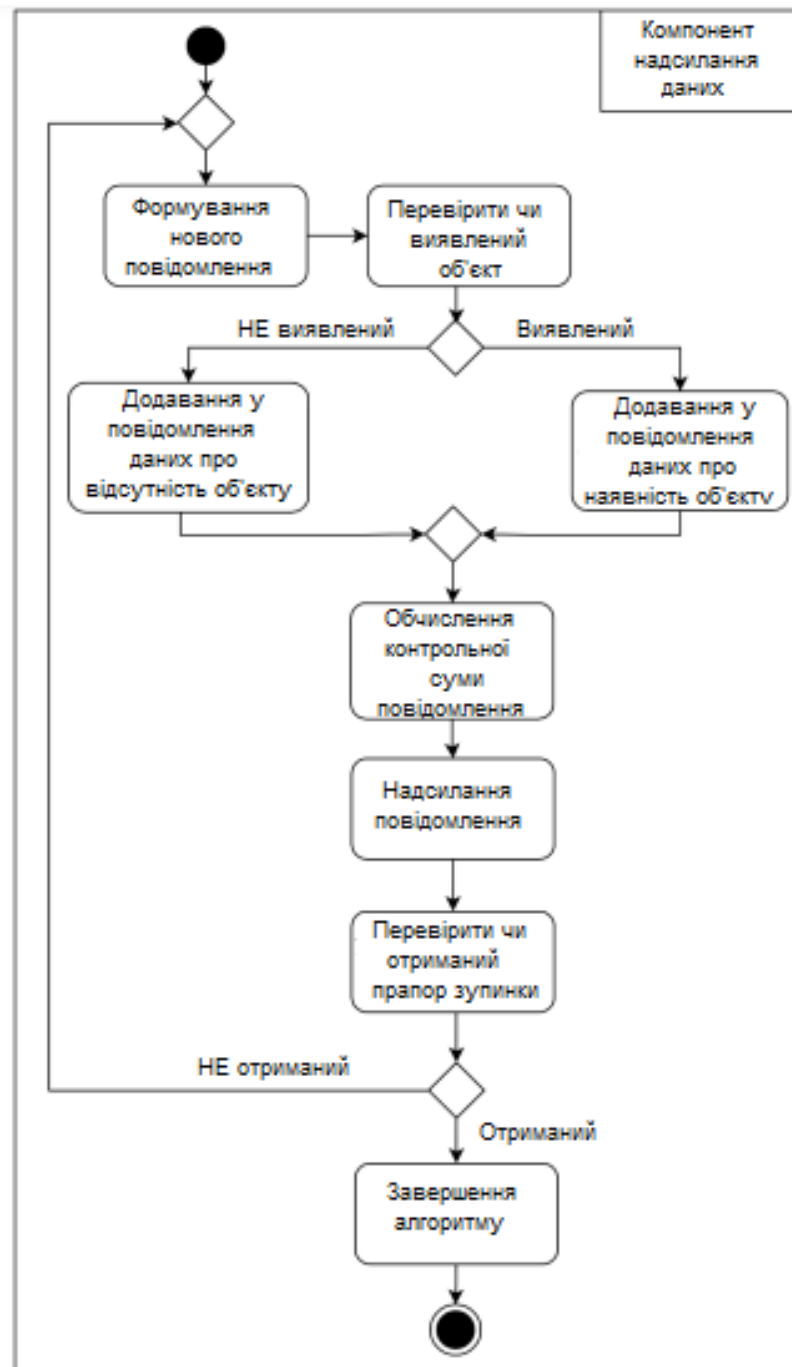 Компонент
надсилання
даних
Формування
нового
повідомлення
Перевірити чи
виявлений
об'єкт
НЕ виявлений
Виявлений
Додавання у
повідомлення
даних про
відсутність об'єкту
Додавання у
повідомлення
даних про
наявність об'єкту
Обчислення
контрольної
суми
повідомлення
Надсилання
повідомлення
Перевірити чи
отриманий
прапор зупинки
НЕ отриманий
Отриманий
Завершення
алгоритму